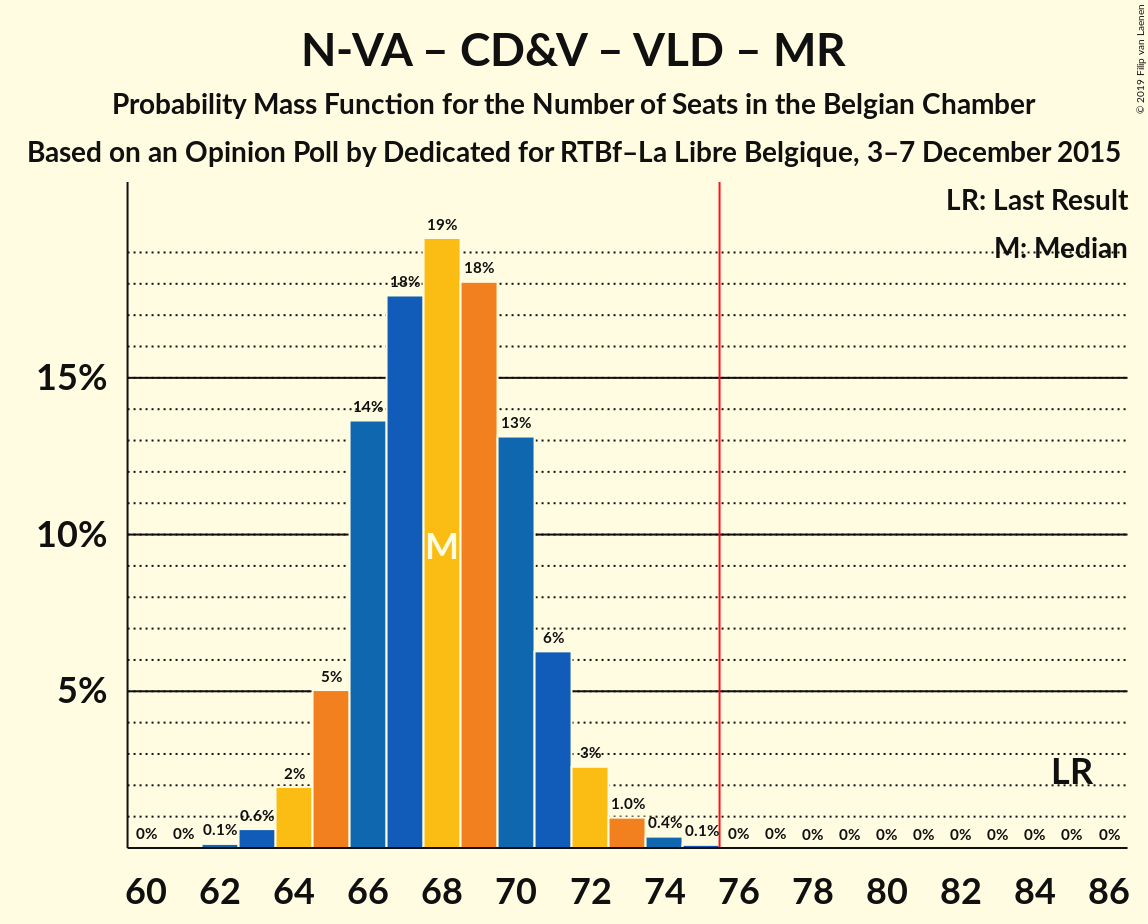 N-VA – CD&V – VLD – MR
Probability Mass Function for the Number of Seats in the Belgian Chamber
Based on an Opinion Poll by Dedicated for RTBf–La Libre Belgique, 3–7 December 2015
© 2019 Filip van Laenen
LR: Last Result
M: Median
15%
10%
5%
0% 0% 0.1% 0.6% 2% 5% 14% 18% 19% 18% 13% 6% 3% 1.0% 0.4% 0.1% 0% 0% 0% 0% 0% 0% 0% 0% 0% 0% 0%
M
LR
60 62 64 66 68 70 72 74 76 78 80 82 84 86